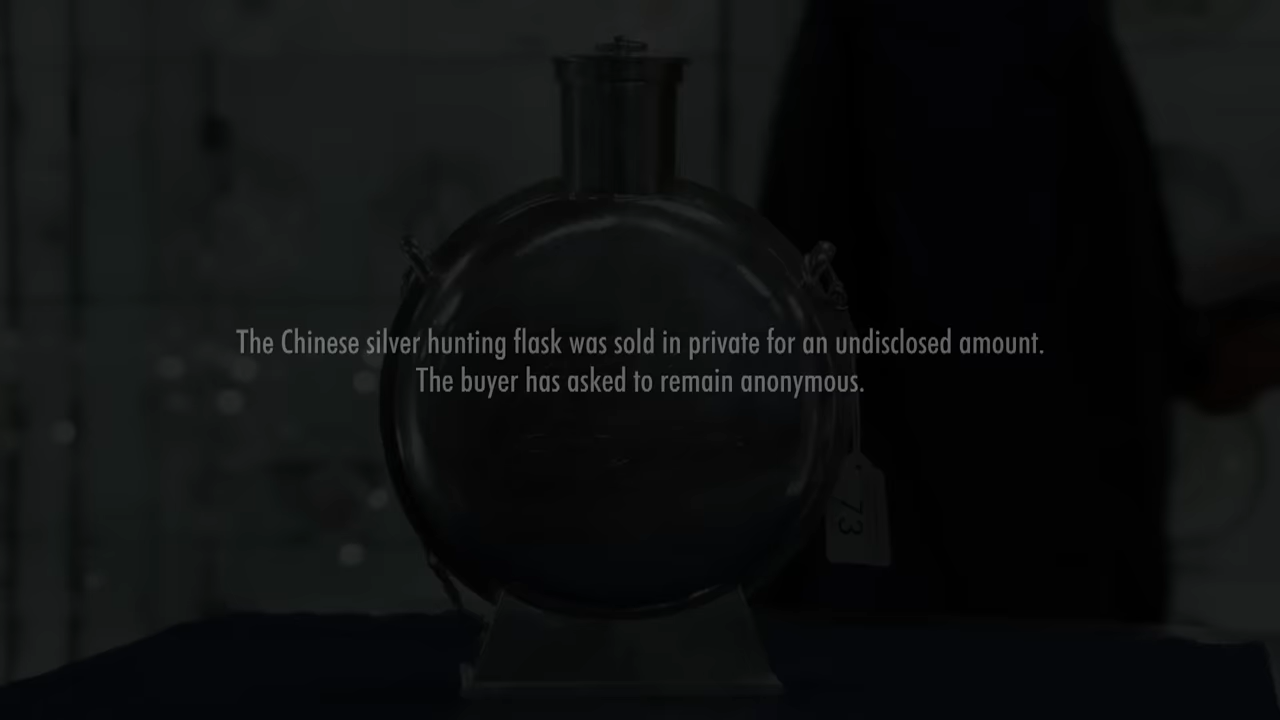 The Chinese silver hunting flask was sold in private for an undisclosed amount.
The buyer has asked to remain anonymous.
73